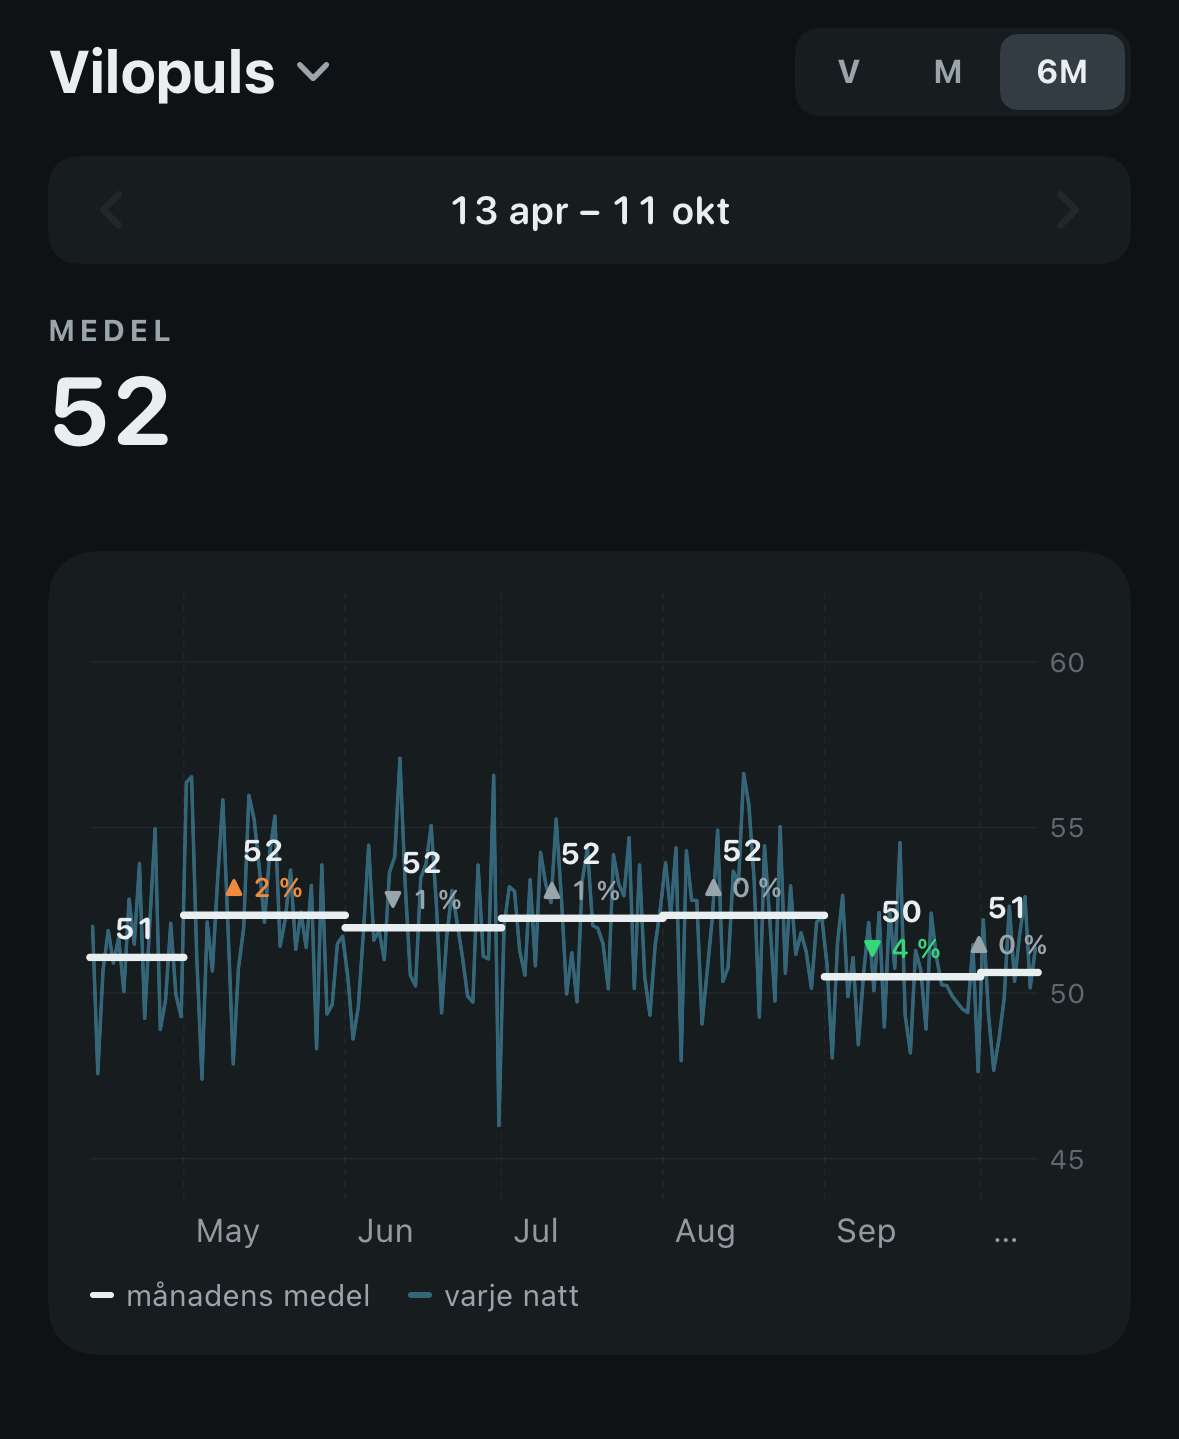 Vilopuls
V M 6M
13 apr – 11 okt
MEDEL
52
60
55
50
45
51
52
▲ 2 %
52
▼ 1 %
52
▲ 1 %
52
▲ 0 %
50
▼ 4 %
51
▲ 0 %
May Jun Jul Aug Sep ...
månadens medel varje natt